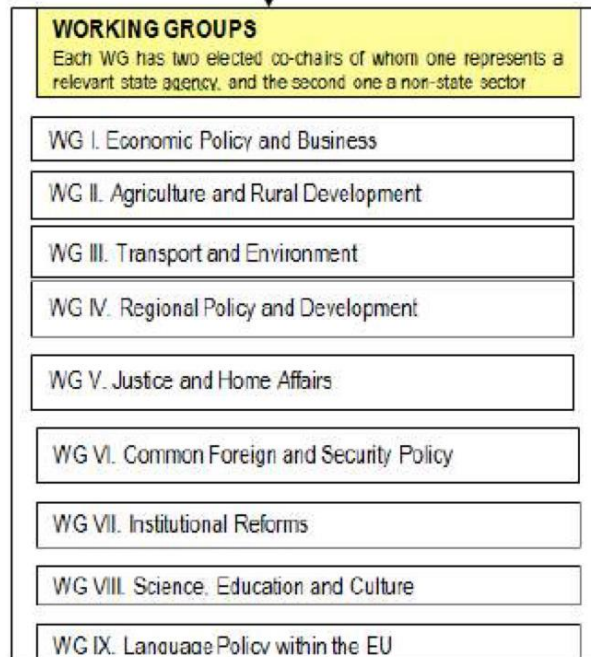 WORKING GROUPS
Each WG has two elected co-chairs of whom one represents a
relevant state agency, and the second one a non-state sector
WG I. Economic Policy and Business
WG II. Agriculture and Rural Development
WG III. Transport and Environment
WG IV. Regional Policy and Development
WG V. Justice and Home Affairs
WG VI. Common Foreign and Security Policy
WG VII. Institutional Reforms
WG VIII. Science, Education and Culture
WG IX. Language Policy within the EU